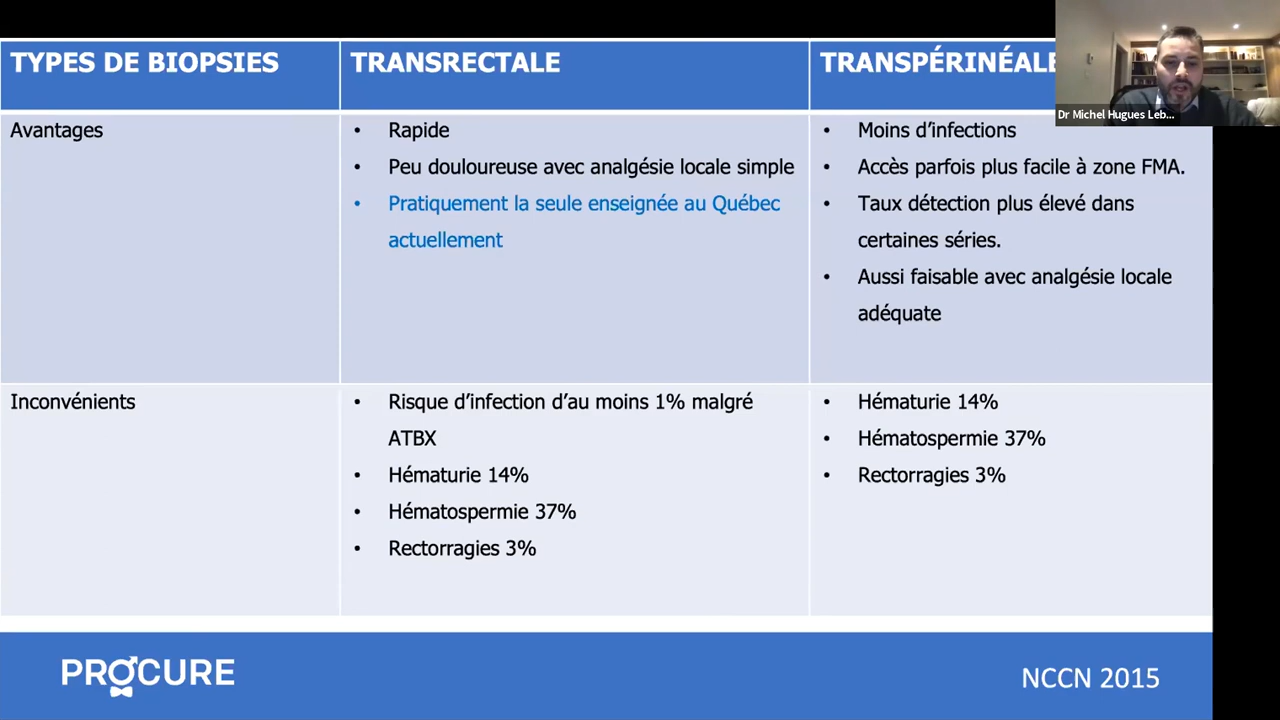 TYPES DE BIOPSIES
TRANSRECTALE
TRANSPÉRINÉALE
Dr Michel Hugues Leb...
Avantages
• Rapide
• Peu douloureuse avec analgésie locale simple
• Pratiquement la seule enseignée au Québec
actuellement
• Moins d'infections
• Accès parfois plus facile à zone FMA.
• Taux détection plus élevé dans
certaines séries.
• Aussi faisable avec analgésie locale
adéquate
Inconvénients
• Risque d'infection d'au moins 1% malgré
ATBX
• Hématurie 14%
• Hématospermie 37%
• Rectorragies 3%
• Hématurie 14%
• Hématospermie 37%
• Rectorragies 3%
PROCURE
NCCN 2015